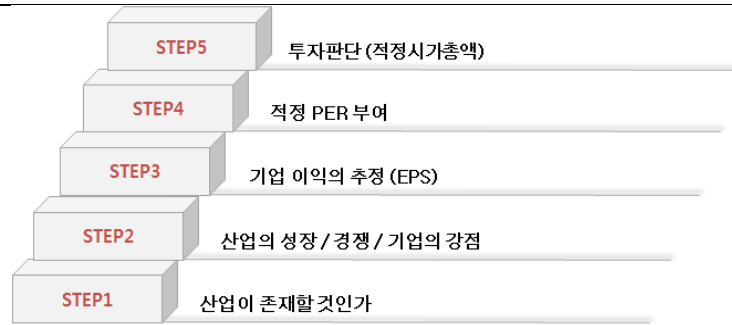 STEP5 투자판단 (적정시가총액)
STEP4 적정 PER 부여
STEP3 기업 이익의 추정 (EPS)
STEP2 산업의 성장 / 경쟁 / 기업의 강점
STEP1 산업이 존재할것인가